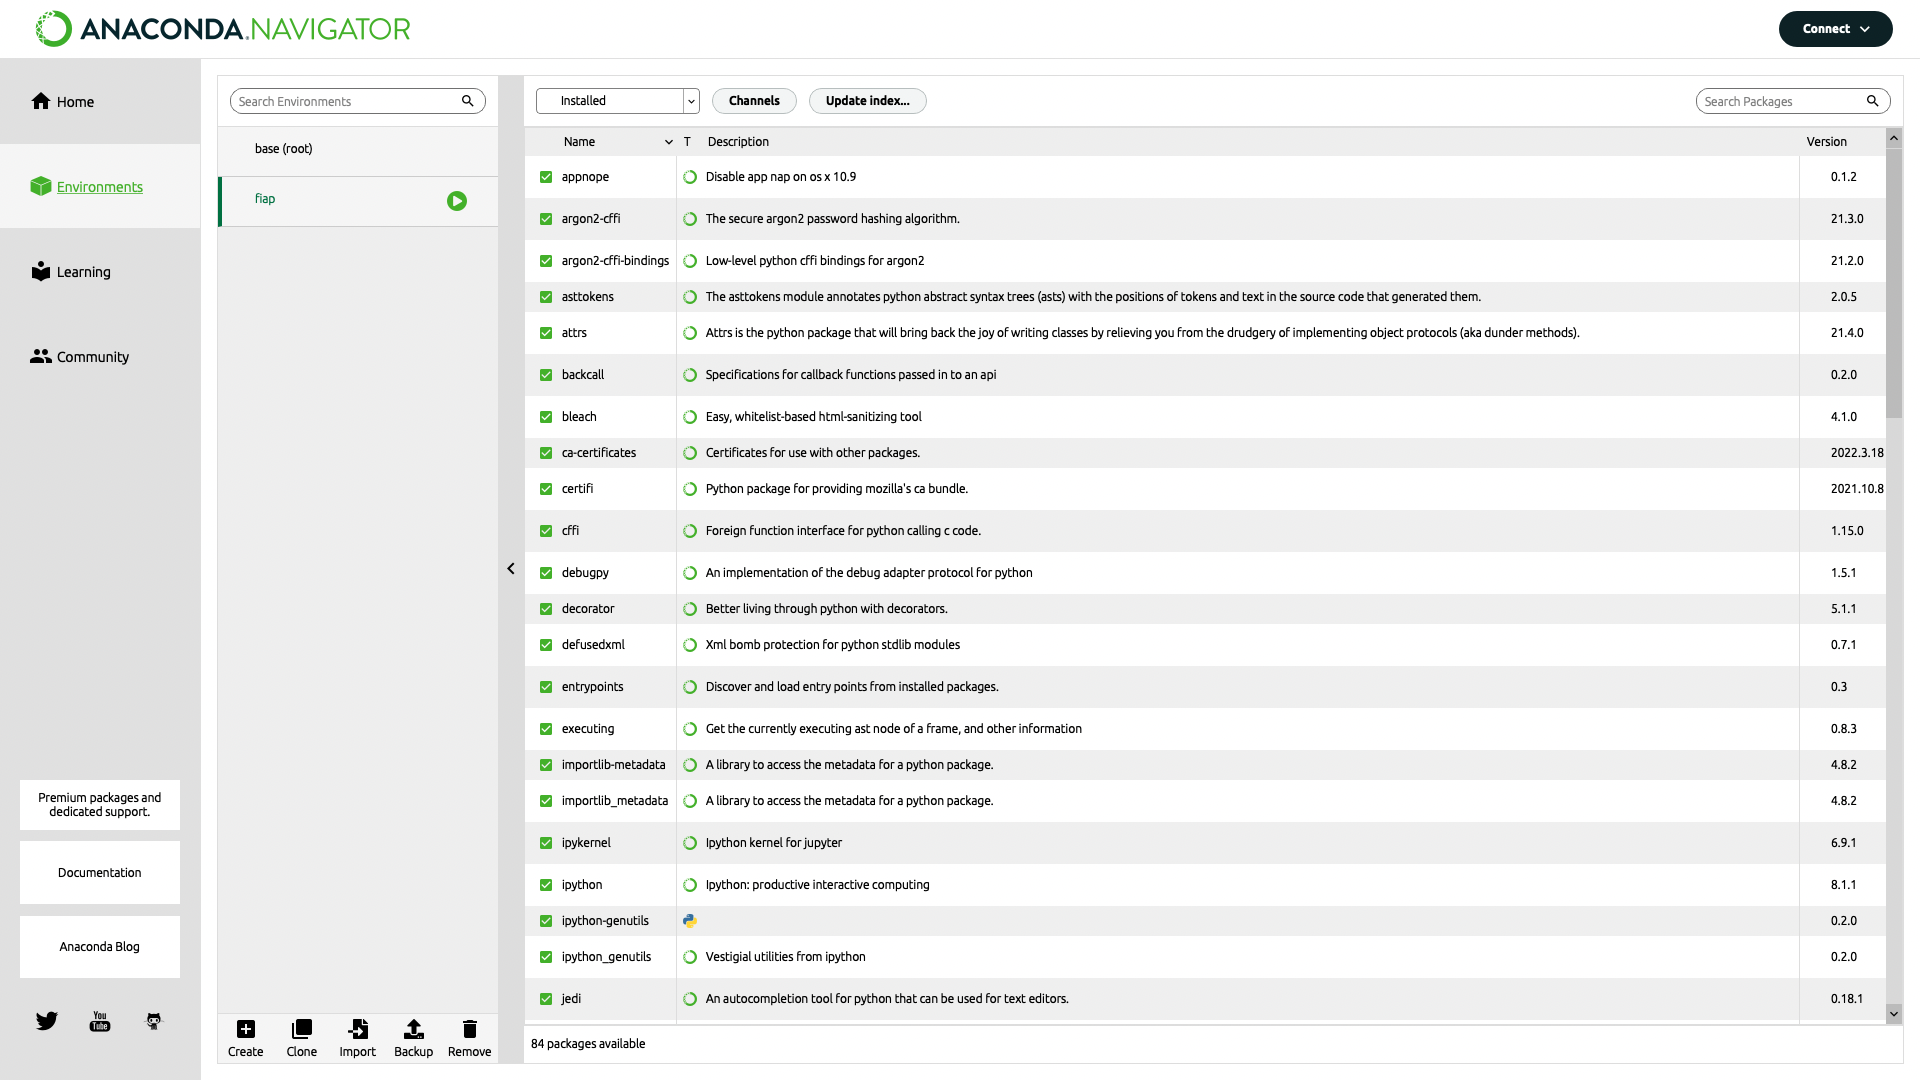 ANACONDA.NAVIGATOR
Connect
Home
Environments
Learning
Community
Premium packages and
dedicated support.
Documentation
Anaconda Blog
You
Tube
Search Environments
base (root)
fiap
Create
Clone
Import
Backup
Remove
Installed
Channels
Update index...
Search Packages
Name T Description Version
appnope Disable app nap on os x 10.9 0.1.2
argon2-cffi The secure argon2 password hashing algorithm. 21.3.0
argon2-cffi-bindings Low-level python cffi bindings for argon2 21.2.0
asttokens The asttokens module annotates python abstract syntax trees (asts) with the positions of tokens and text in the source code that generated them. 2.0.5
attrs Attrs is the python package that will bring back the joy of writing classes by relieving you from the drudgery of implementing object protocols (aka dunder methods). 21.4.0
backcall Specifications for callback functions passed in to an api 0.2.0
bleach Easy, whitelist-based html-sanitizing tool 4.1.0
ca-certificates Certificates for use with other packages. 2022.3.18
certifi Python package for providing mozilla's ca bundle. 2021.10.8
cffi Foreign function interface for python calling c code. 1.15.0
debugpy An implementation of the debug adapter protocol for python 1.5.1
decorator Better living through python with decorators. 5.1.1
defusedxml Xml bomb protection for python stdlib modules 0.7.1
entrypoints Discover and load entry points from installed packages. 0.3
executing Get the currently executing ast node of a frame, and other information 0.8.3
importlib-metadata A library to access the metadata for a python package. 4.8.2
importlib_metadata A library to access the metadata for a python package. 4.8.2
ipykernel Ipython kernel for jupyter 6.9.1
ipython Ipython: productive interactive computing 8.1.1
ipython-genutils 0.2.0
ipython_genutils Vestigial utilities from ipython 0.2.0
jedi An autocompletion tool for python that can be used for text editors. 0.18.1
84 packages available